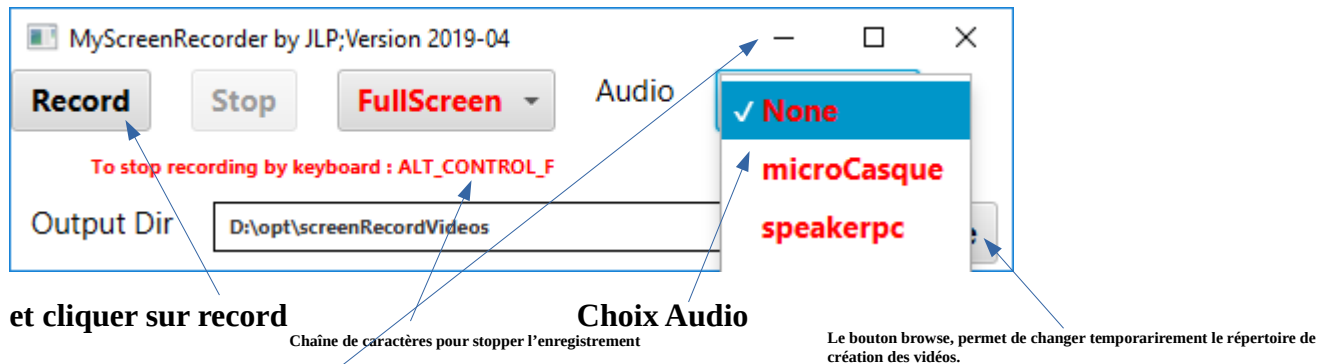 MyScreenRecorder by JLP;Version 2019-04
Record Stop FullScreen Audio
✓ None
To stop recording by keyboard : ALT_CONTROL_F
microCasque
Output Dir D:\opt\screenRecordVideos
speakerpc
et cliquer sur record
Choix Audio
Chaîne de caractères pour stopper l’enregistrement
Le bouton browse, permet de changer temporarirement le répertoire de
création des vidéos.